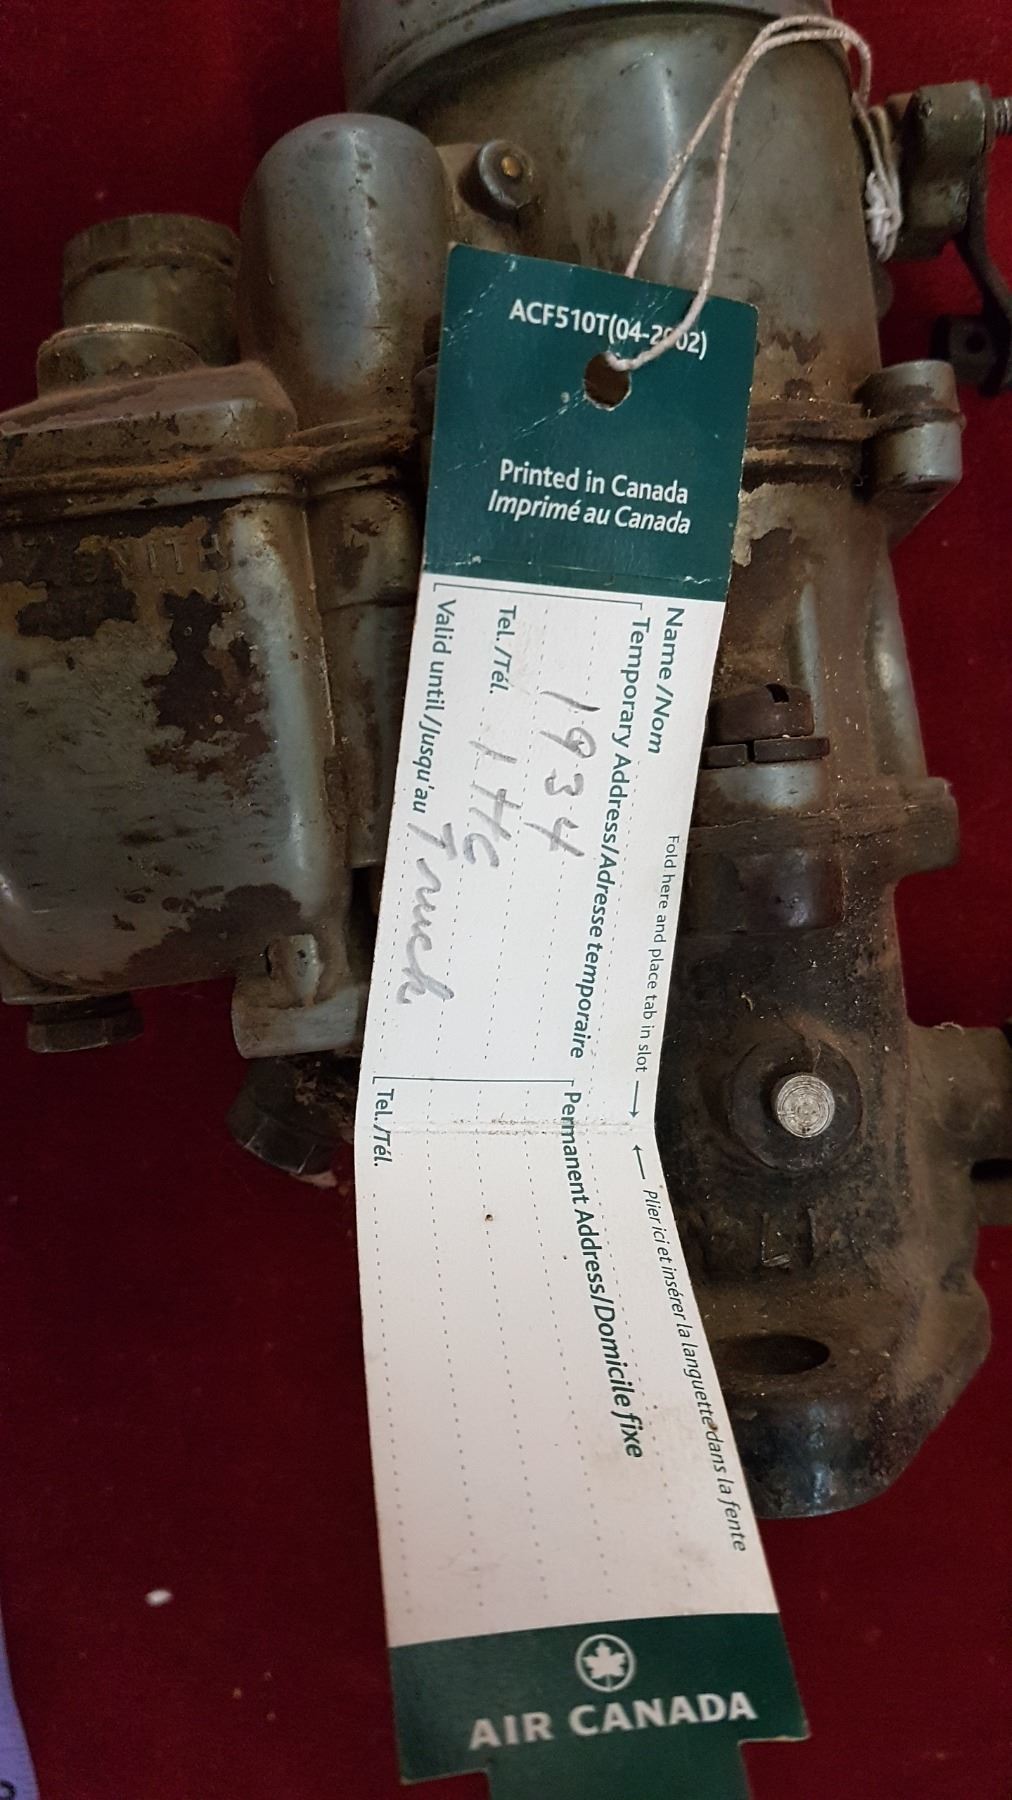 ACF510T(04-2002)
Printed in Canada
Imprimé au Canada
Fold here and place tab in slot → ← Plier ici et insérer la languette dans la fente
Name/Nom
Temporary Address/Adresse temporaire
1934
Tel./Tél. IHC
Valid until/Jusqu'au Truck
Permanent Address/Domicile fixe
Tel./Tél.
AIR CANADA
ZENITH